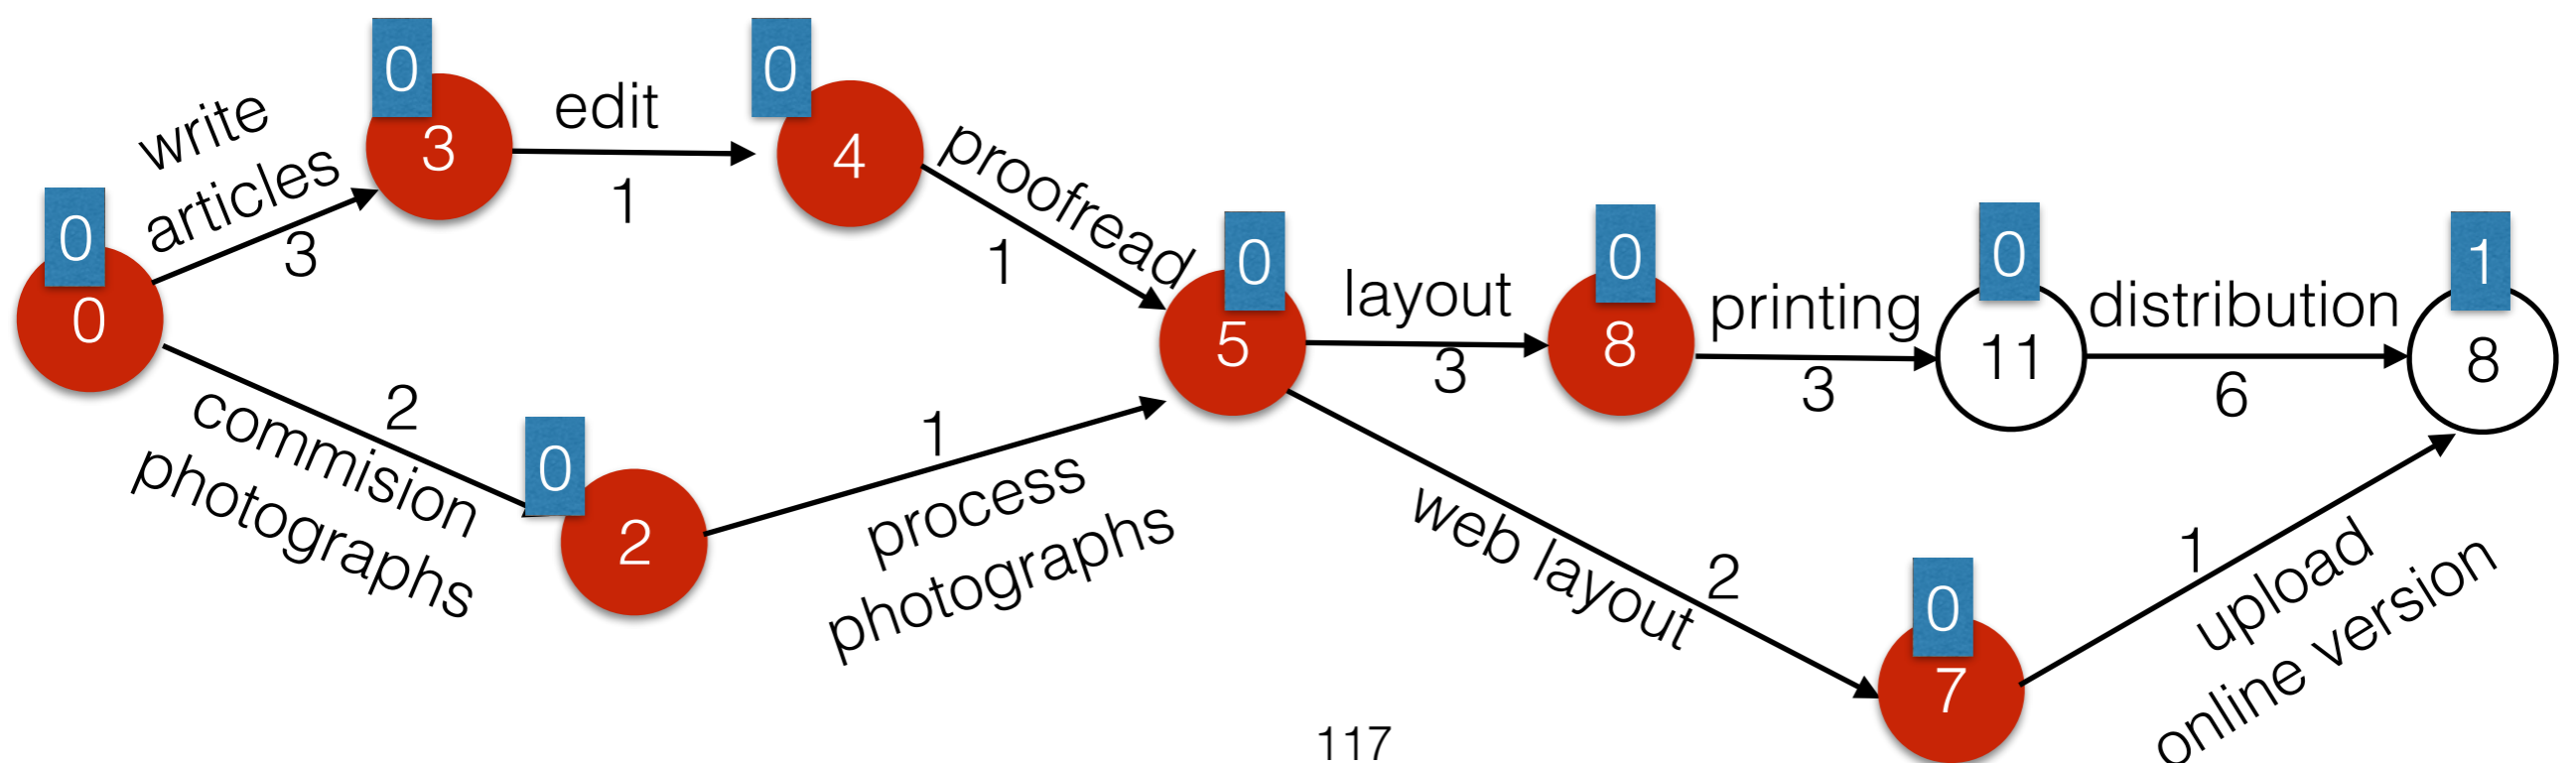 0
0
write
articles
3
0
3
edit
1
0
4
proofread
1
2
commision
photographs
0
2
1
process
photographs
0
5
layout
3
0
8
printing
3
0
11
distribution
6
1
8
web layout
2
0
7
1
upload
online version
117